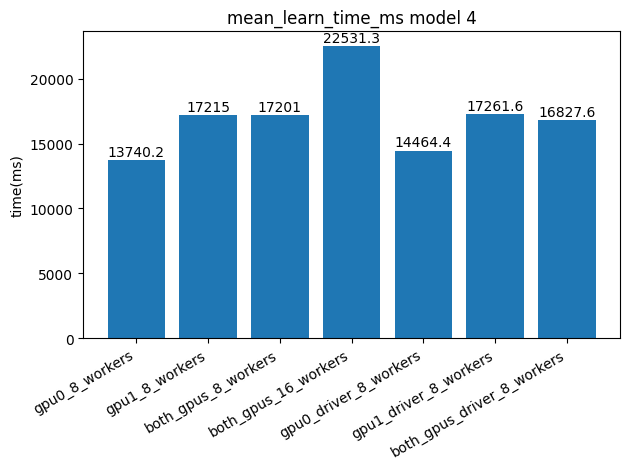 mean_learn_time_ms model 4
time(ms)
20000
15000
10000
5000
0
13740.2
17215
17201
22531.3
14464.4
17261.6
16827.6
gpu0_8_workers
gpu1_8_workers
both_gpus_8_workers
both_gpus_16_workers
gpu0_driver_8_workers
gpu1_driver_8_workers
both_gpus_driver_8_workers